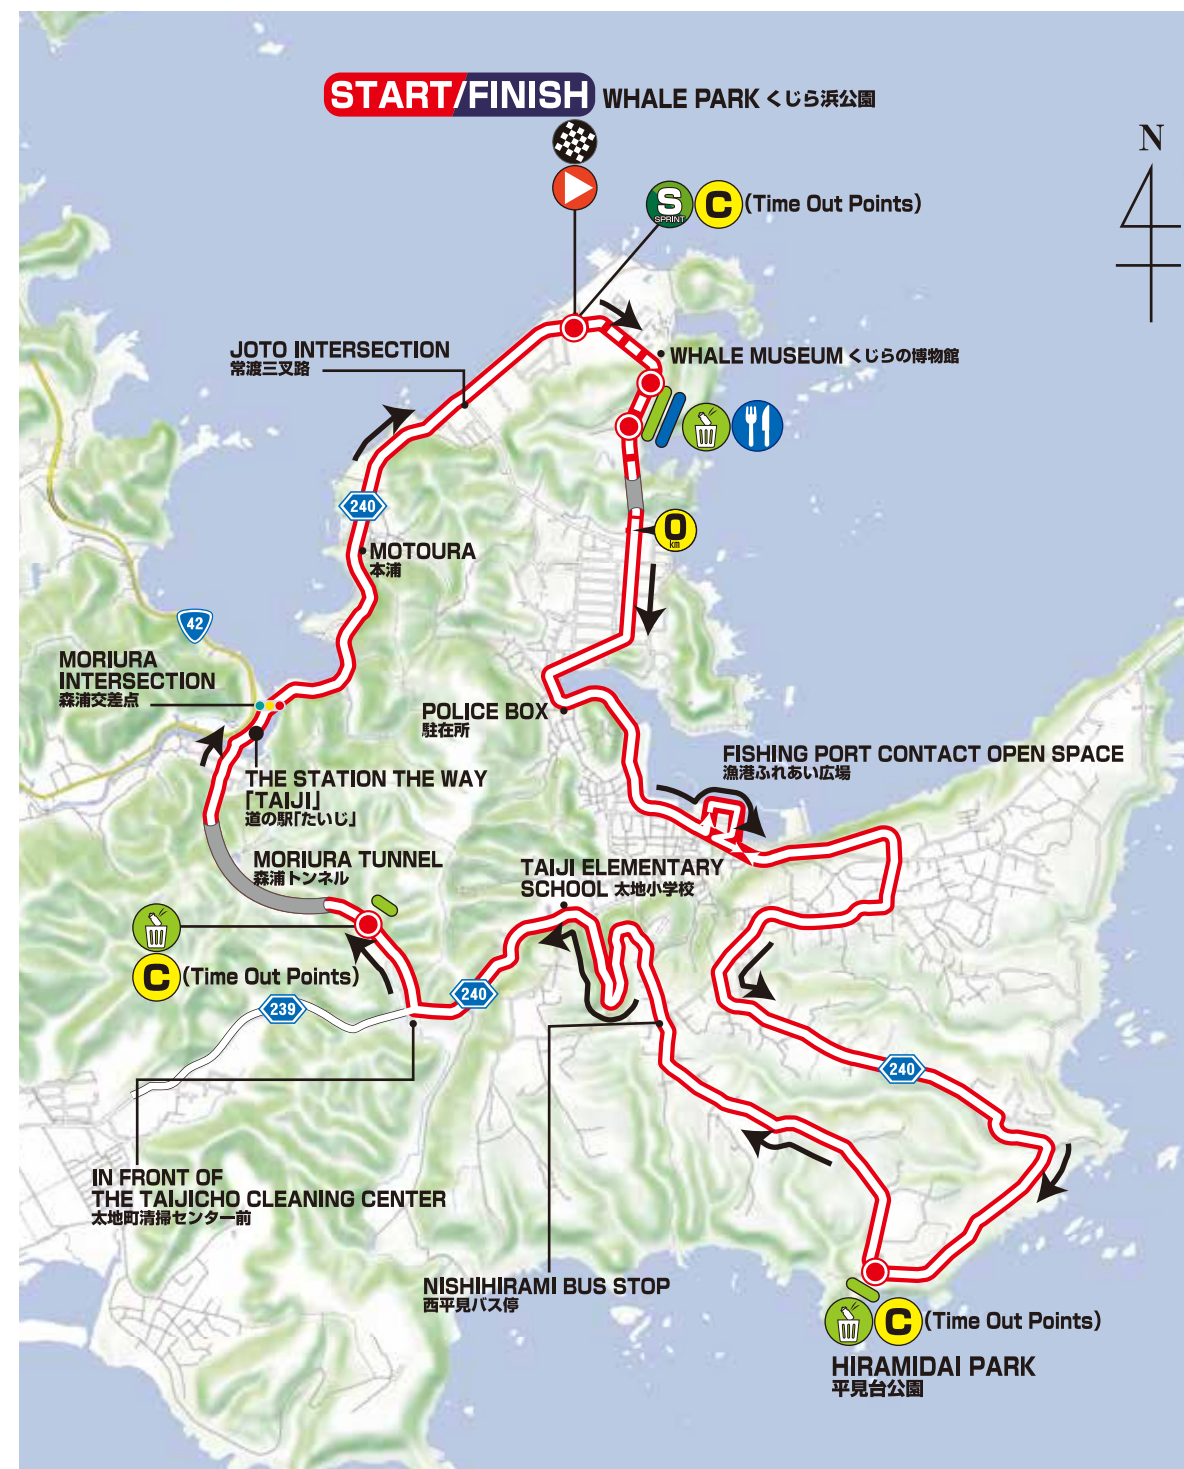 START/FINISH WHALE PARK くじら浜公園
N
S SPRINT C (Time Out Points)
JOTO INTERSECTION
常渡三叉路
WHALE MUSEUM くじらの博物館
240
0 km
MOTOURA
本浦
42
MORIURA
INTERSECTION
森浦交差点
POLICE BOX
駐在所
FISHING PORT CONTACT OPEN SPACE
漁港ふれあい広場
THE STATION THE WAY
「TAIJI」
道の駅「たいじ」
MORIURA TUNNEL
森浦トンネル
TAIJI ELEMENTARY
SCHOOL 太地小学校
C (Time Out Points)
240
239
240
IN FRONT OF
THE TAIJICHO CLEANING CENTER
太地町清掃センター前
NISHIHIRAMI BUS STOP
西平見バス停
C (Time Out Points)
HIRAMIDAI PARK
平見台公園